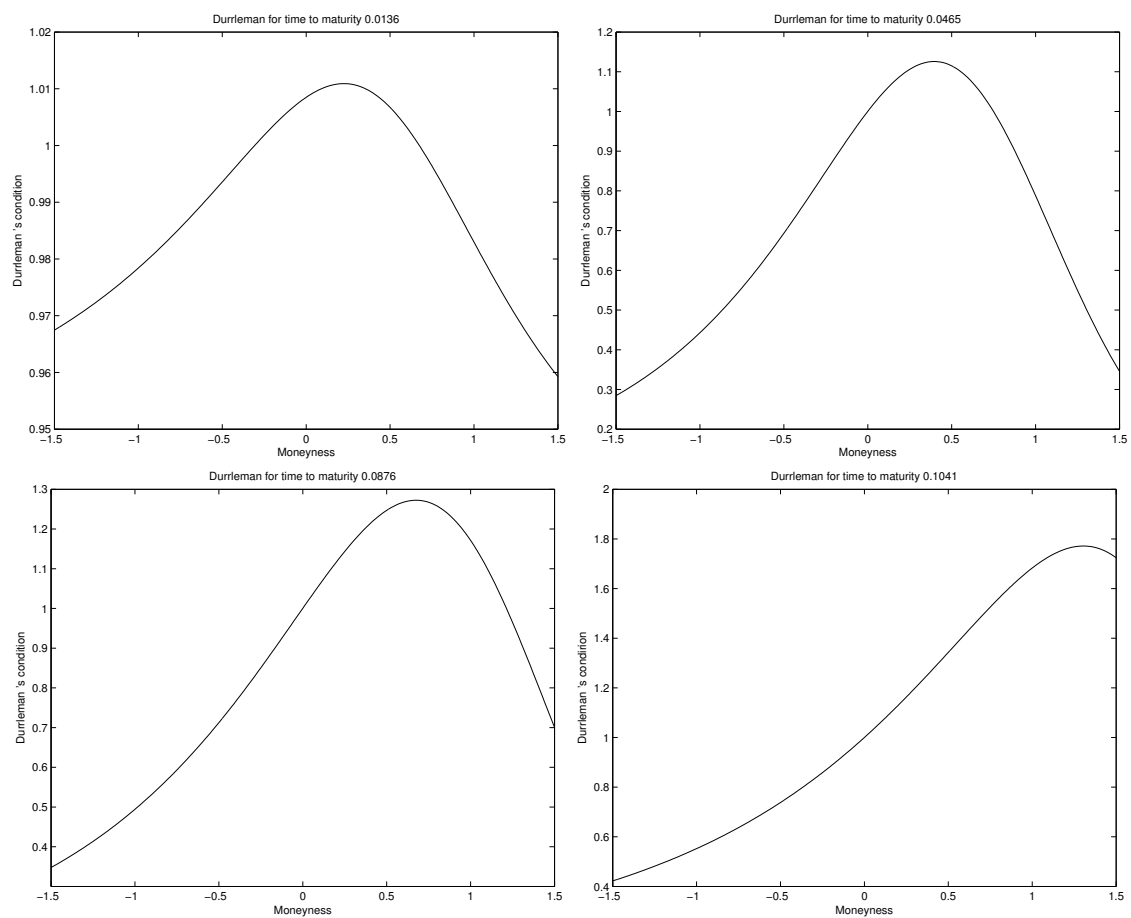 Durrleman for time to maturity 0.0136
1.02
1.01
1
0.99
0.98
0.97
0.96
0.95
Durrleman 's condition
−1.5 −1 −0.5 0 0.5 1 1.5
Moneyness
Durrleman for time to maturity 0.0465
1.2
1.1
1
0.9
0.8
0.7
0.6
0.5
0.4
0.3
0.2
Durrleman 's condition
−1.5 −1 −0.5 0 0.5 1 1.5
Moneyness
Durrleman for time to maturity 0.0876
1.3
1.2
1.1
1
0.9
0.8
0.7
0.6
0.5
0.4
Durrleman 's condition
−1.5 −1 −0.5 0 0.5 1 1.5
Moneyness
Durrleman for time to maturity 0.1041
2
1.8
1.6
1.4
1.2
1
0.8
0.6
0.4
Durrleman 's condirion
−1.5 −1 −0.5 0 0.5 1 1.5
Moneyness